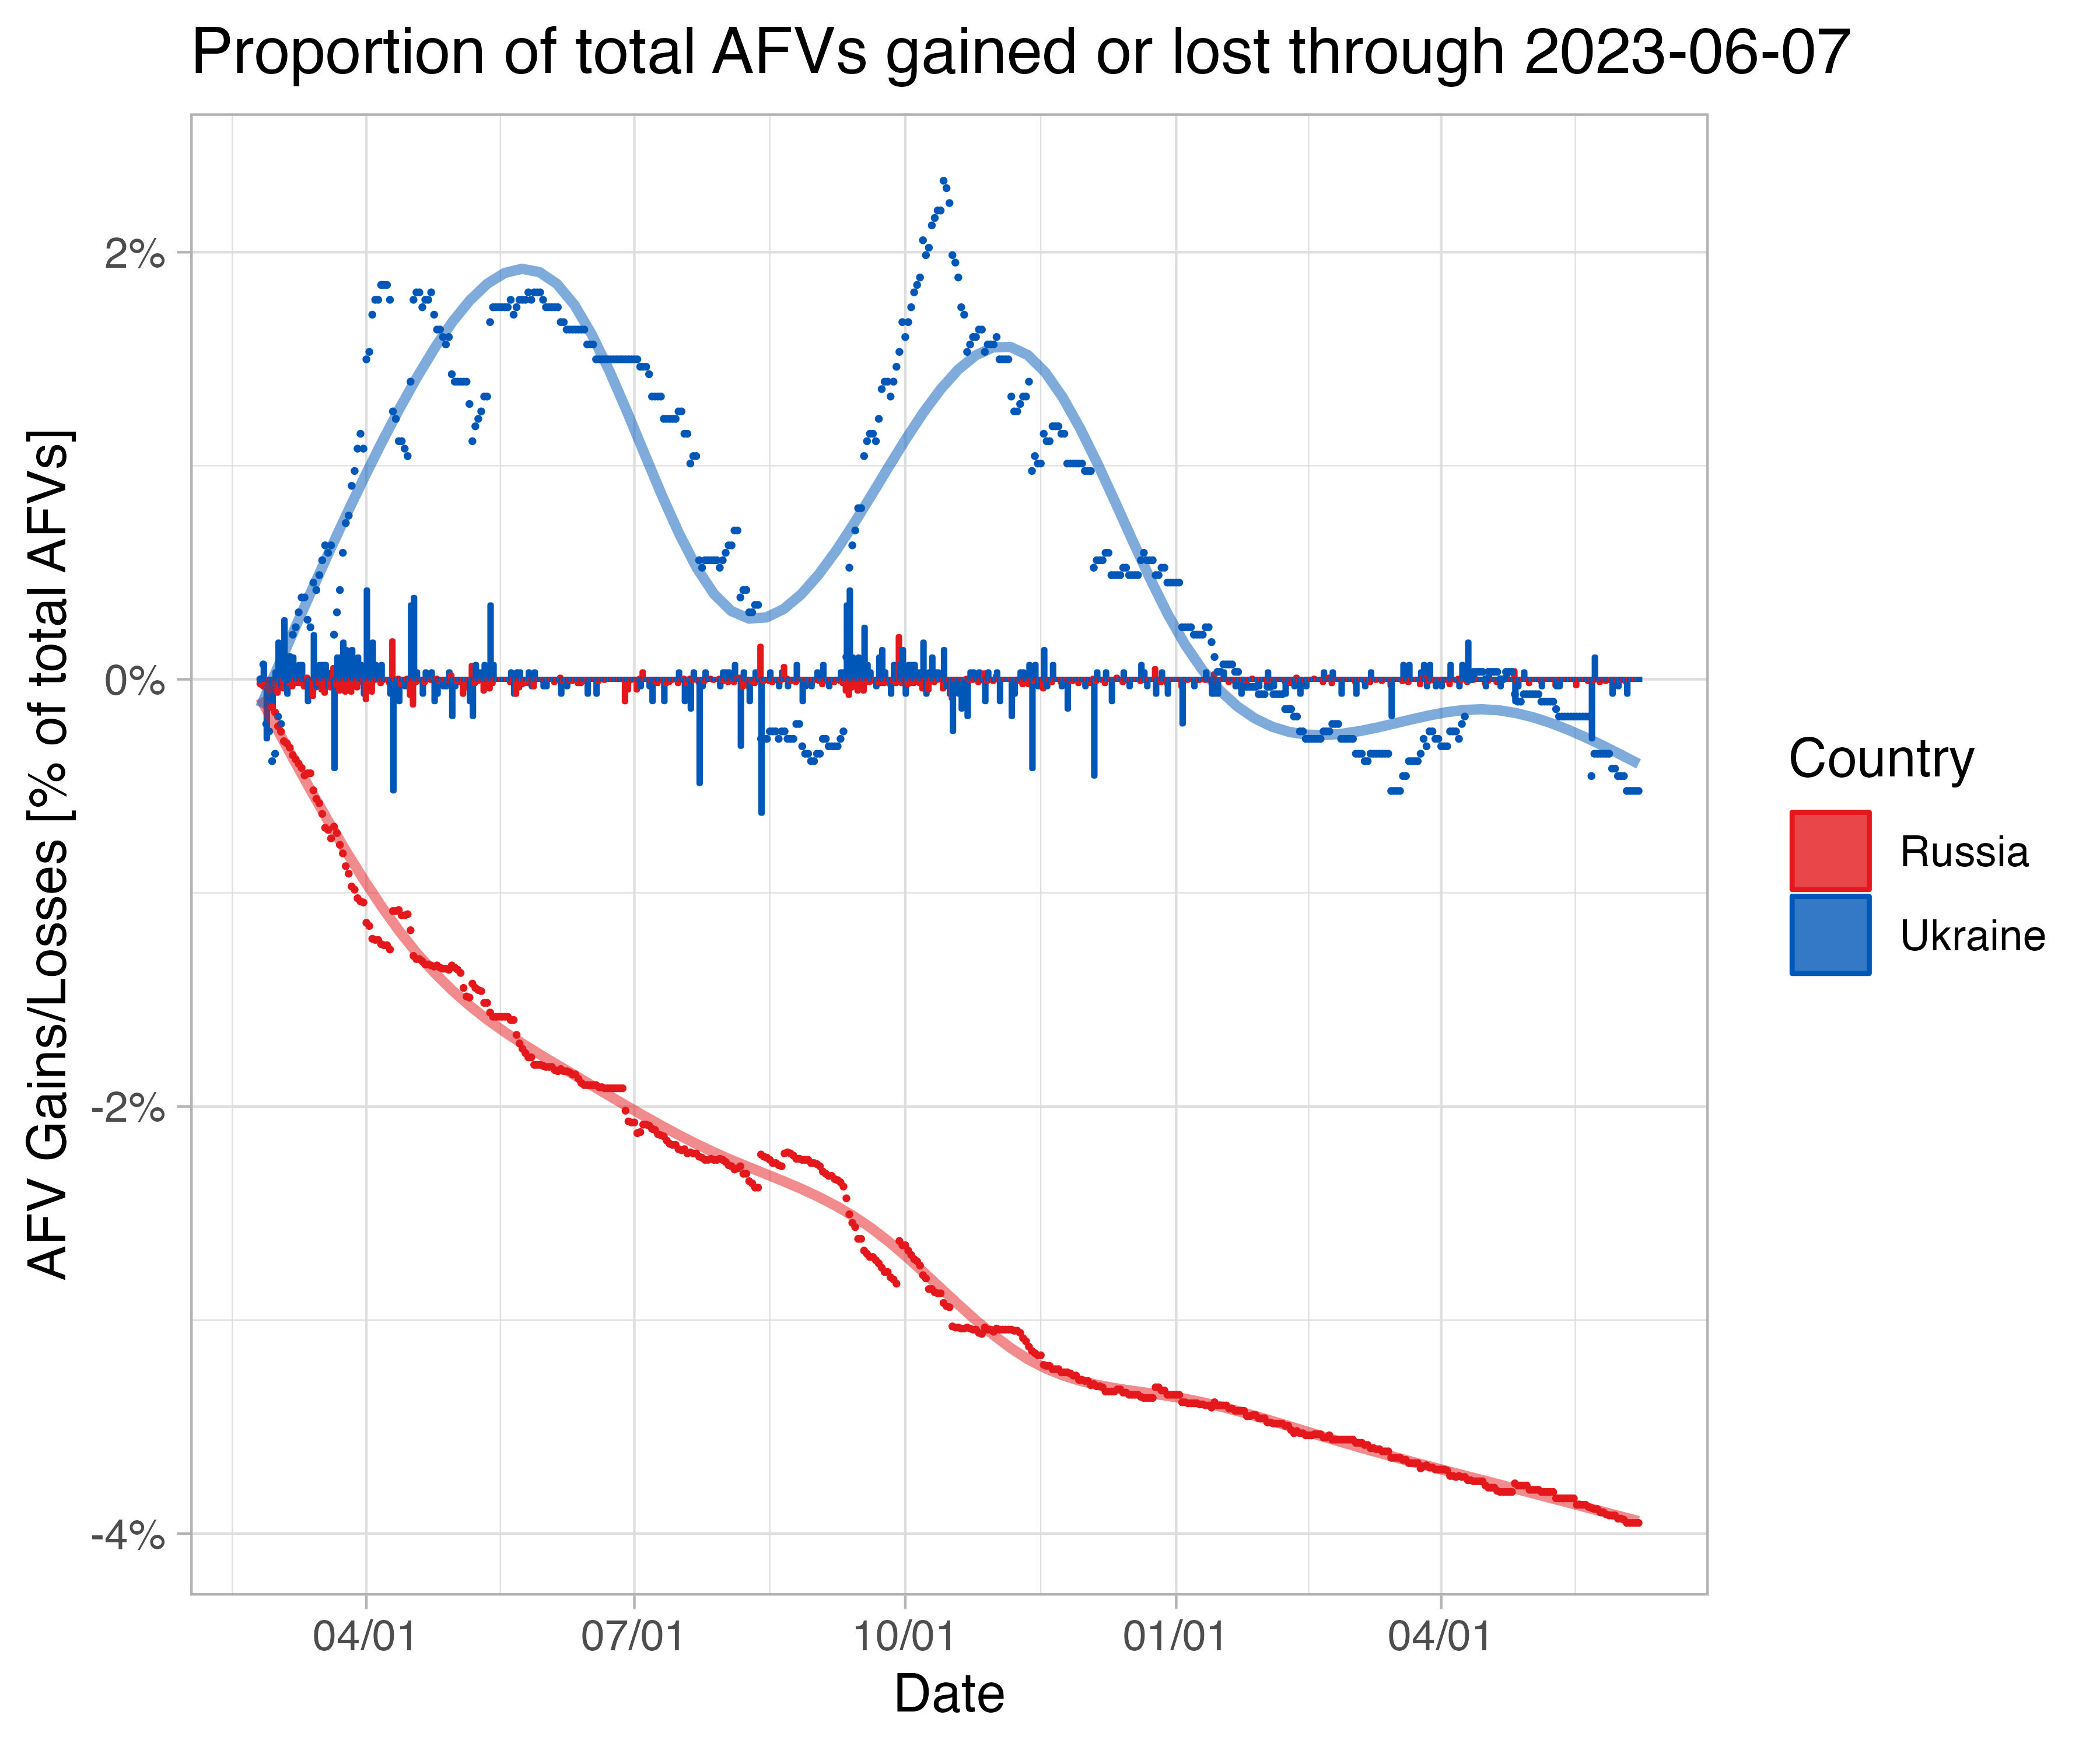 Proportion of total AFVs gained or lost through 2023-06-07
AFV Gains/Losses [% of total AFVs]
2%
0%
-2%
-4%
04/01
07/01
10/01
01/01
04/01
Date
Country
Russia
Ukraine